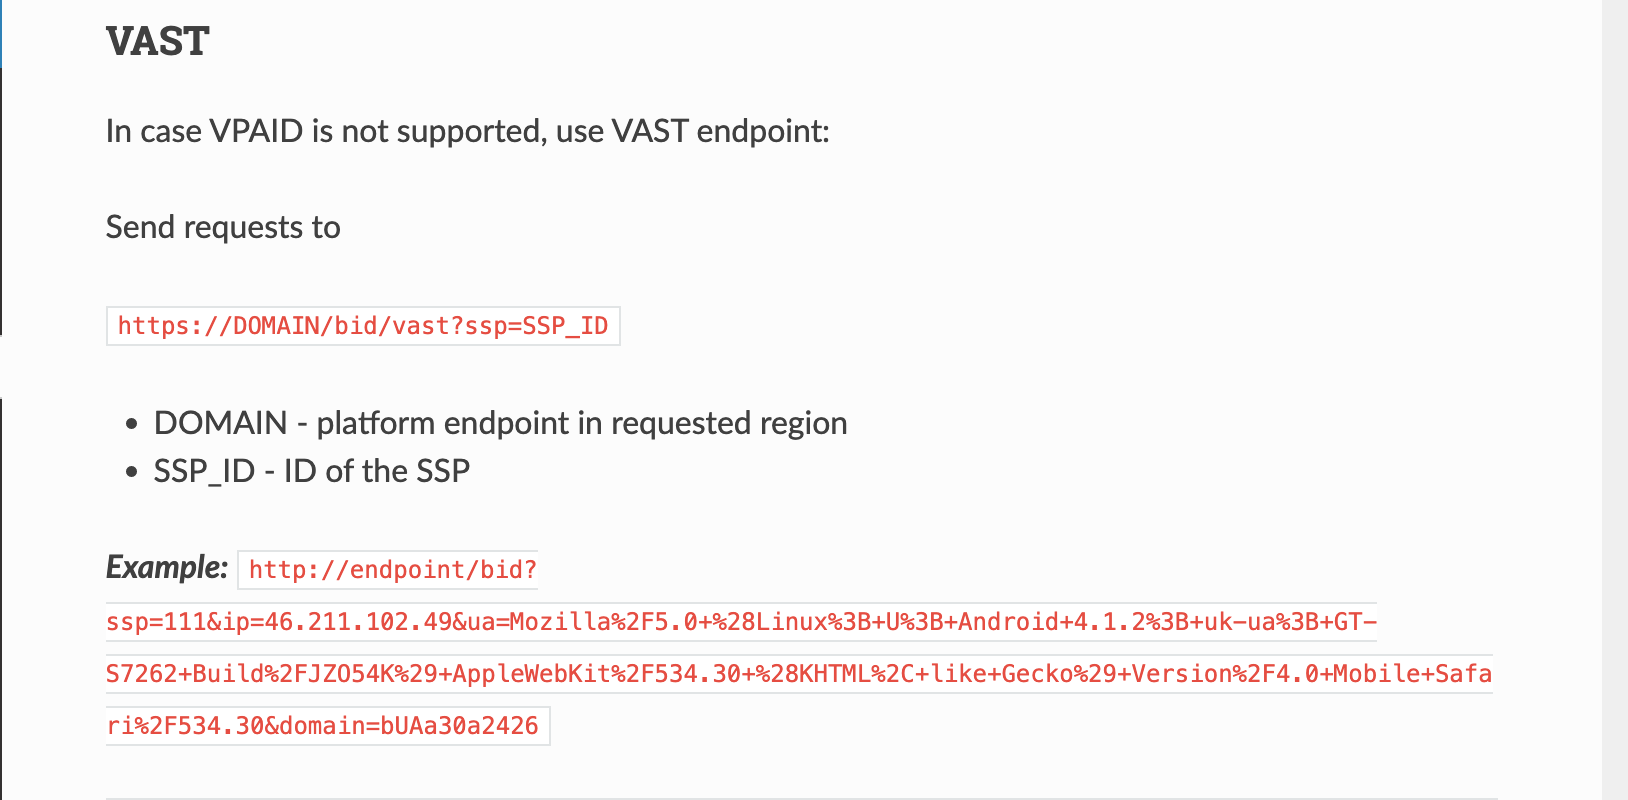 VAST
In case VPAID is not supported, use VAST endpoint:
Send requests to
https://DOMAIN/bid/vast?ssp=SSP_ID
• DOMAIN - platform endpoint in requested region
• SSP_ID - ID of the SSP
Example: http://endpoint/bid?
ssp=111&ip=46.211.102.49&ua=Mozilla%2F5.0+%28Linux%3B+U%3B+Android+4.1.2%3B+uk-ua%3B+GT-
S7262+Build%2FJZO54K%29+AppleWebKit%2F534.30+%28KHTML%2C+like+Gecko%29+Version%2F4.0+Mobile+Safa
ri%2F534.30&domain=bUAa30a2426